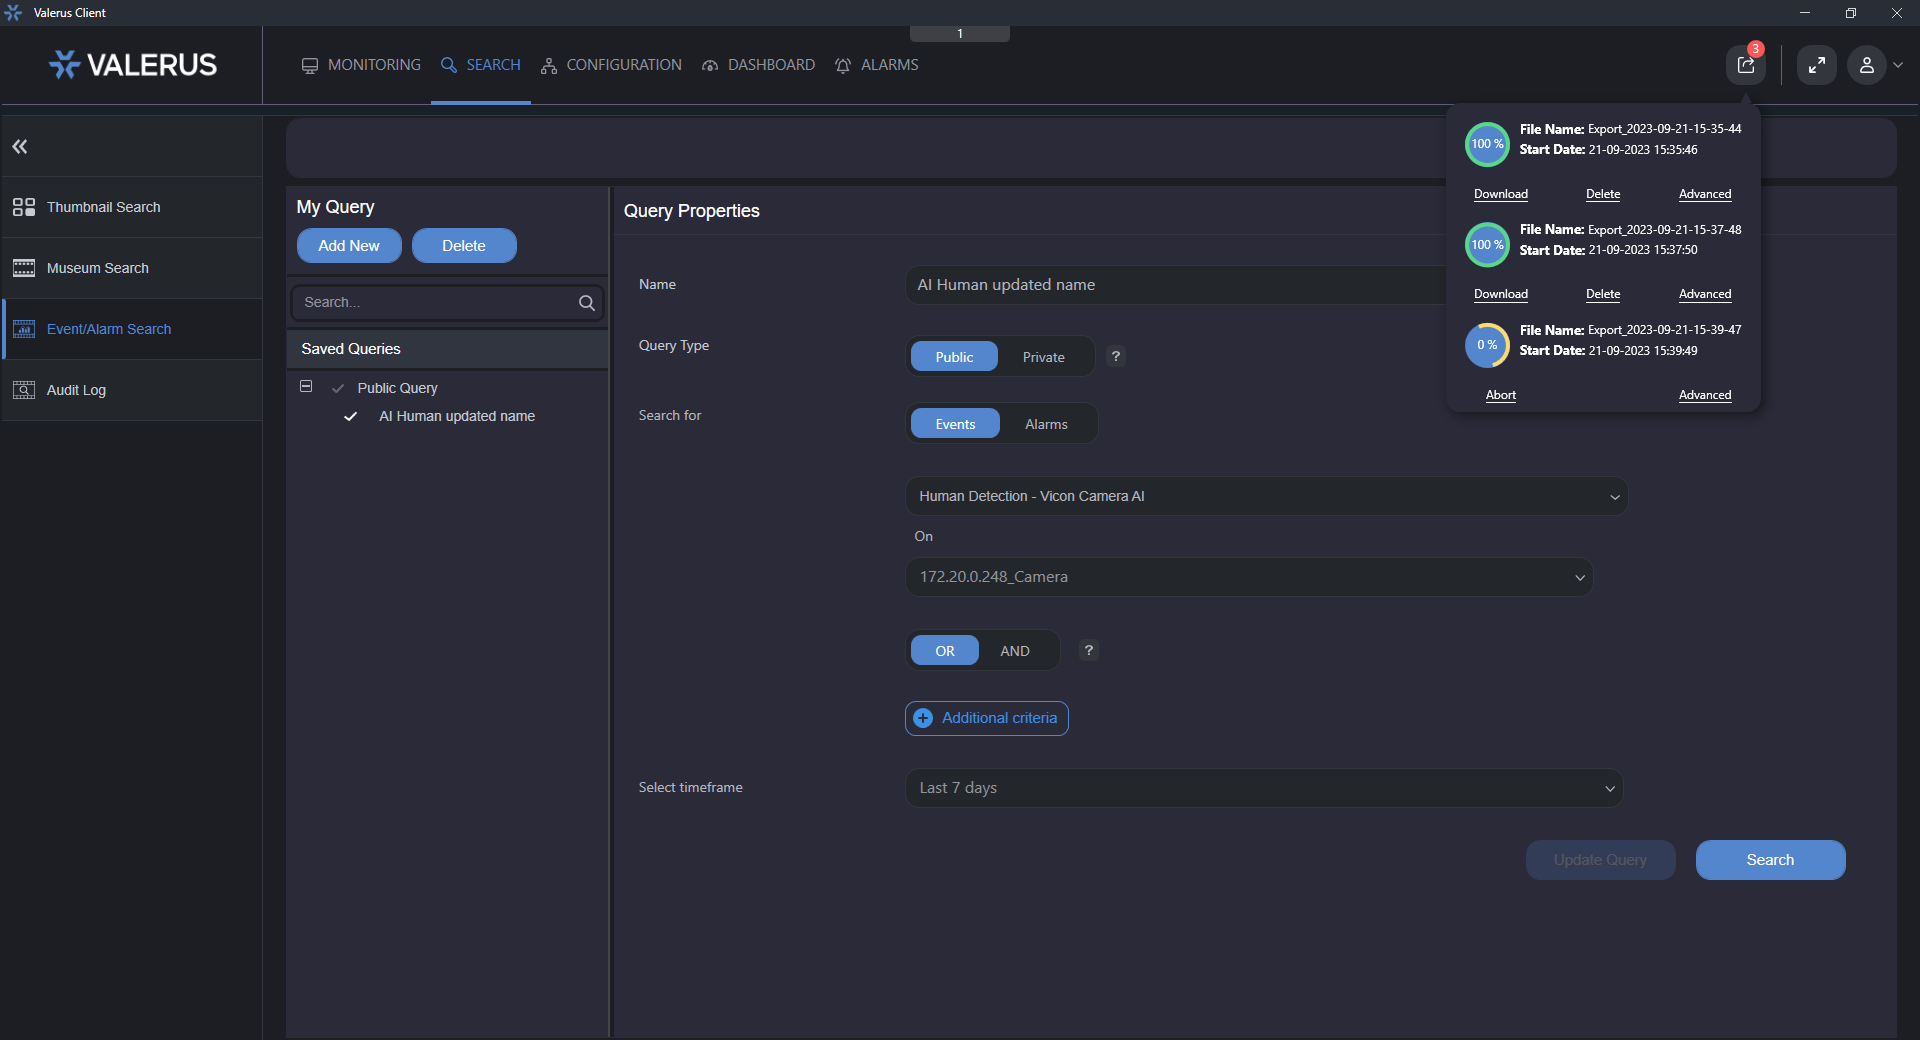 Valerus Client
1
VALERUS
MONITORING
SEARCH
CONFIGURATION
DASHBOARD
ALARMS
3
Thumbnail Search
Museum Search
Event/Alarm Search
Audit Log
My Query
Add New
Delete
Search...
Saved Queries
Public Query
AI Human updated name
Query Properties
Name
AI Human updated name
Query Type
Public
Private
?
Search for
Events
Alarms
Human Detection - Vicon Camera AI
On
172.20.0.248_Camera
OR
AND
?
Additional criteria
Select timeframe
Last 7 days
Update Query
Search
100 %
File Name: Export_2023-09-21-15-35-44
Start Date: 21-09-2023 15:35:46
Download
Delete
Advanced
100 %
File Name: Export_2023-09-21-15-37-48
Start Date: 21-09-2023 15:37:50
Download
Delete
Advanced
0 %
File Name: Export_2023-09-21-15-39-47
Start Date: 21-09-2023 15:39:49
Abort
Advanced